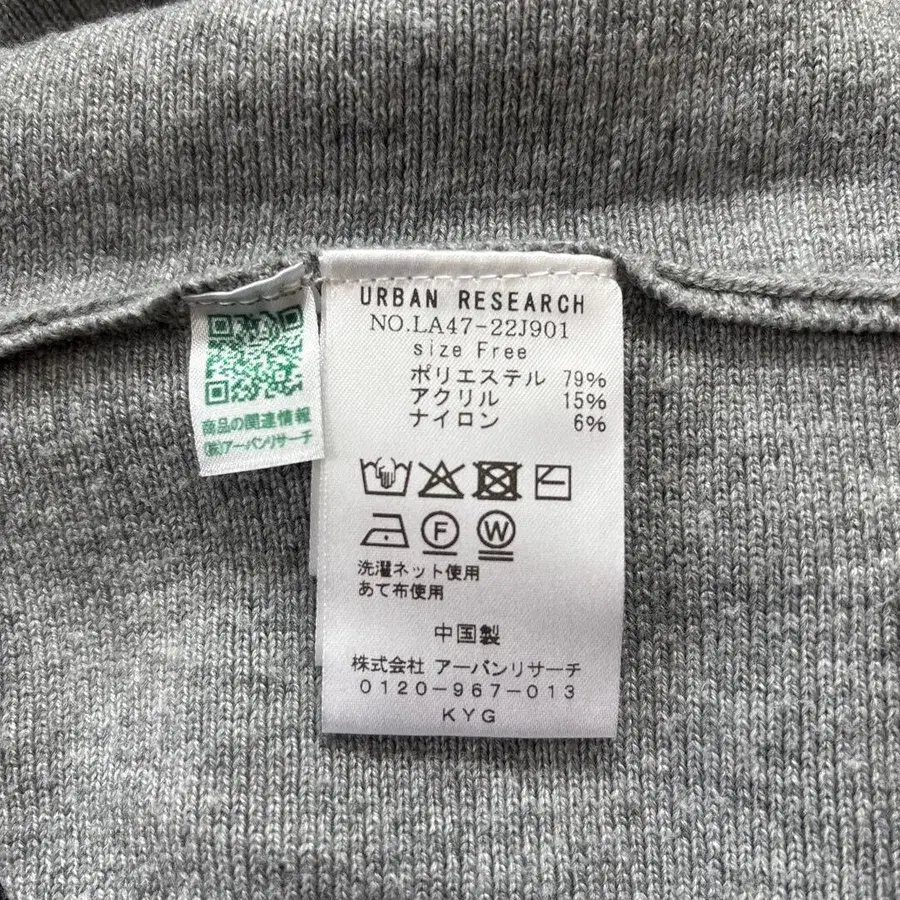 URBAN RESEARCH
NO.LA47-22J901
size Free
ポリエステル 79%
アクリル 15%
ナイロン 6%
F
W
洗濯ネット使用
あて布使用
中国製
株式会社 アーバンリサーチ
0120-967-013
KYG
商品の関連情報
(株)アーバンリサーチ